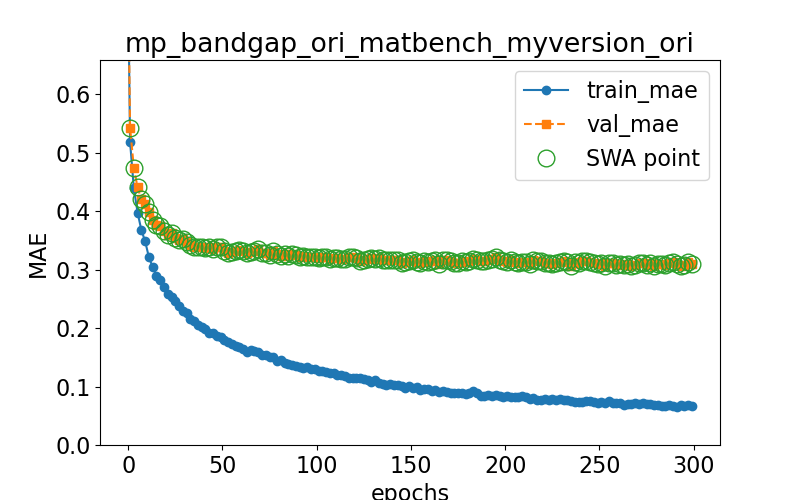 mp_bandgap_ori_matbench_myversion_ori
train_mae
val_mae
SWA point
MAE
0.6
0.5
0.4
0.3
0.2
0.1
0.0
0 50 100 150 200 250 300
epochs